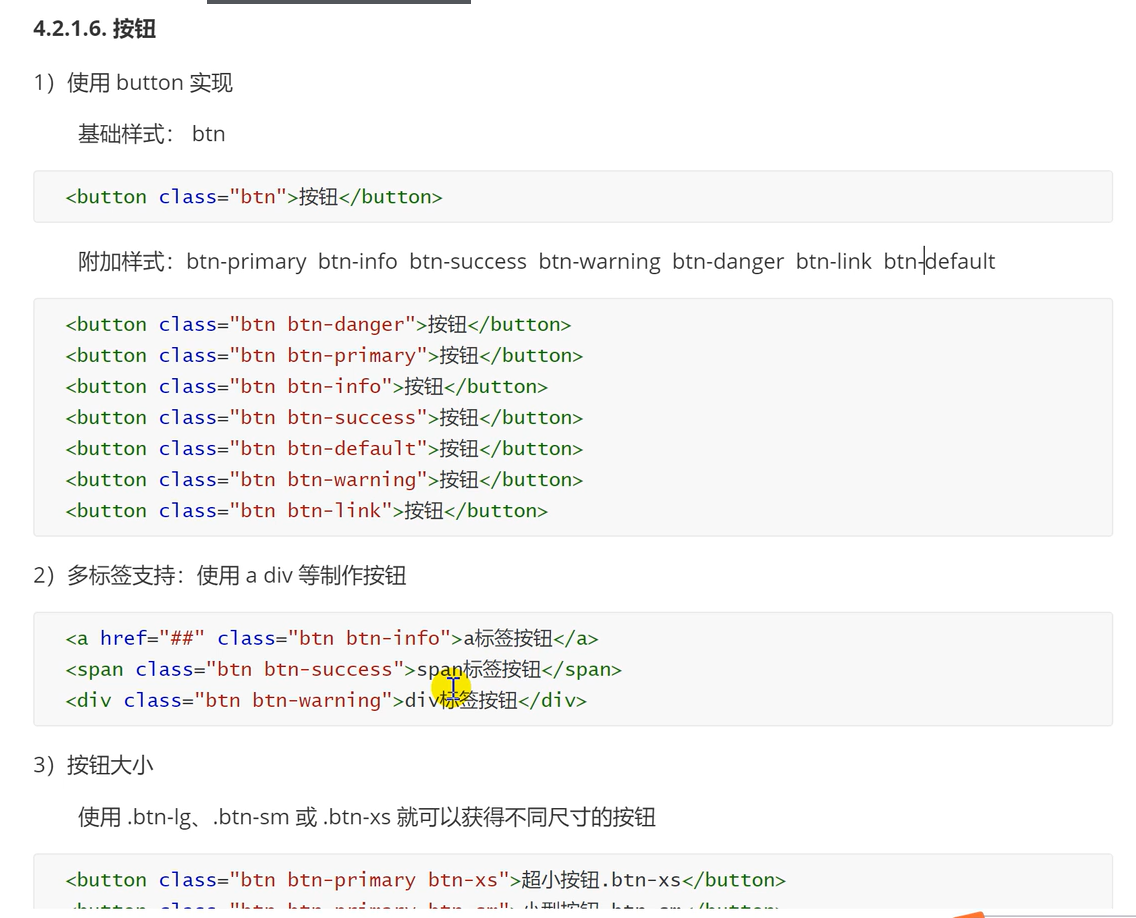 4.2.1.6. 按钮
1）使用 button 实现
基础样式： btn
<button class="btn">按钮</button>
附加样式：btn-primary btn-info btn-success btn-warning btn-danger btn-link btn-default
<button class="btn btn-danger">按钮</button>
<button class="btn btn-primary">按钮</button>
<button class="btn btn-info">按钮</button>
<button class="btn btn-success">按钮</button>
<button class="btn btn-default">按钮</button>
<button class="btn btn-warning">按钮</button>
<button class="btn btn-link">按钮</button>
2）多标签支持：使用 a div 等制作按钮
<a href="##" class="btn btn-info">a标签按钮</a>
<span class="btn btn-success">span标签按钮</span>
<div class="btn btn-warning">div标签按钮</div>
3）按钮大小
使用 .btn-lg、.btn-sm 或 .btn-xs 就可以获得不同尺寸的按钮
<button class="btn btn-primary btn-xs">超小按钮.btn-xs</button>